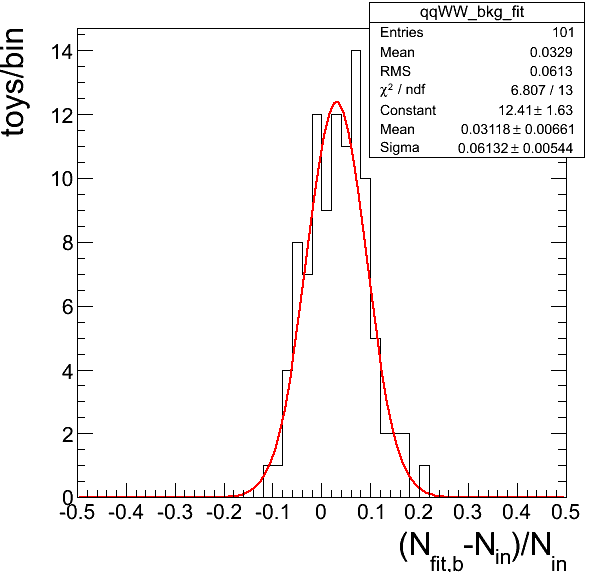 qqWW_bkg_fit
Entries 101
Mean 0.0329
RMS 0.0613
χ² / ndf 6.807 / 13
Constant 12.41 ± 1.63
Mean 0.03118 ± 0.00661
Sigma 0.06132 ± 0.00544
toys/bin
14
12
10
8
6
4
2
0
-0.5 -0.4 -0.3 -0.2 -0.1 0 0.1 0.2 0.3 0.4 0.5
(N_fit,b-N_in)/N_in